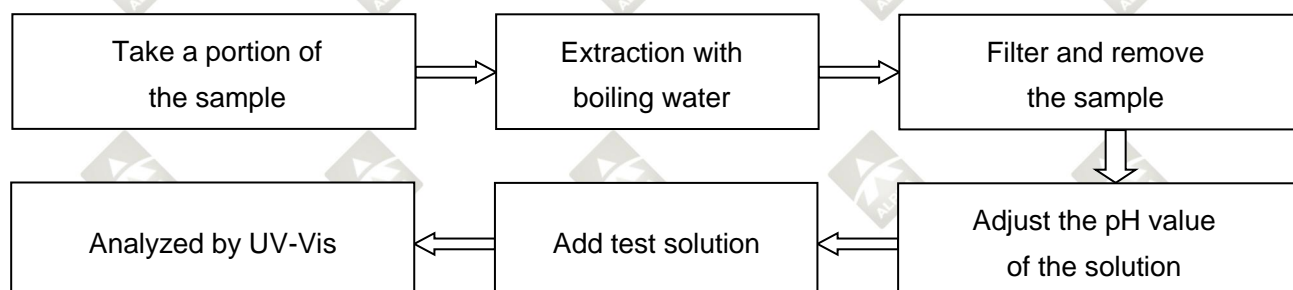 Take a portion of
the sample
Extraction with
boiling water
Filter and remove
the sample
Adjust the pH value
of the solution
Add test solution
Analyzed by UV-Vis